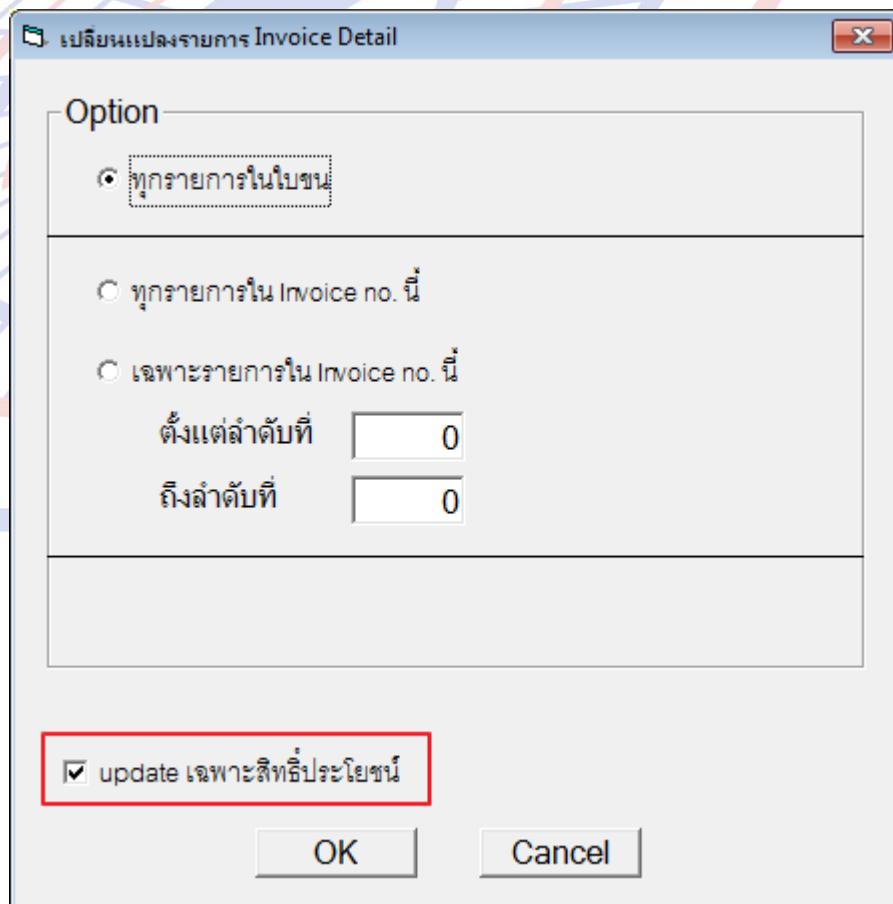 เปลี่ยนแปลงรายการ Invoice Detail
Option
ทุกรายการในใบขน
ทุกรายการใน Invoice no. นี้
เฉพาะรายการใน Invoice no. นี้
ตั้งแต่ลำดับที่ 0
ถึงลำดับที่ 0
update เฉพาะสิทธิ์ประโยชน์
OK Cancel